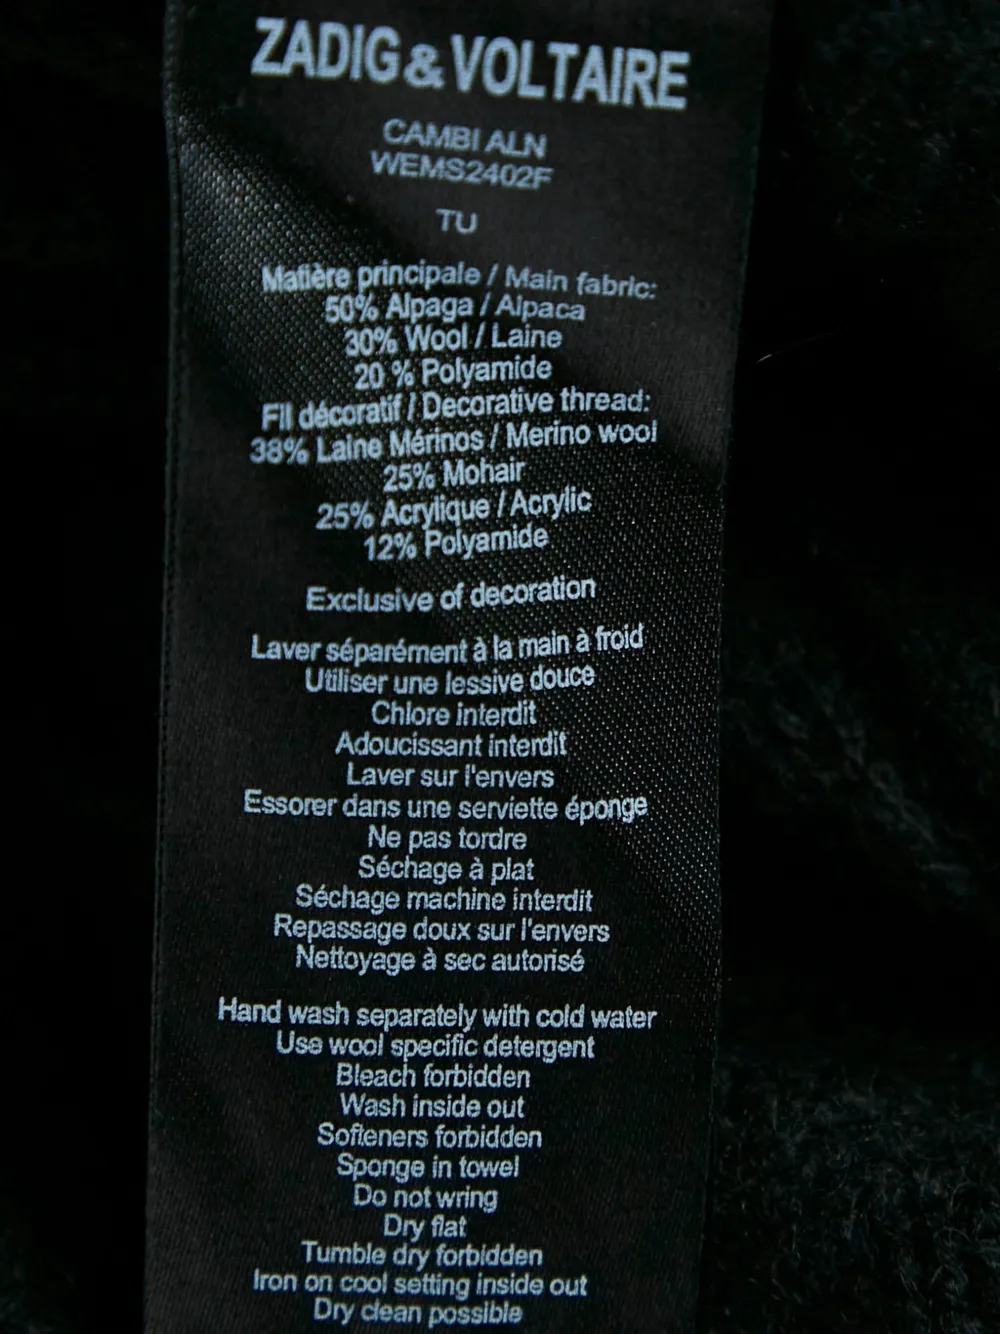 ZADIG&VOLTAIRE
CAMBI ALN
WEMS2402F
TU
Matière principale / Main fabric:
50% Alpaga / Alpaca
30% Wool / Laine
20 % Polyamide
Fil décoratif / Decorative thread:
38% Laine Mérinos / Merino wool
25% Mohair
25% Acrylique / Acrylic
12% Polyamide
Exclusive of decoration
Laver séparément à la main à froid
Utiliser une lessive douce
Chlore interdit
Adoucissant interdit
Laver sur l'envers
Essorer dans une serviette éponge
Ne pas tordre
Séchage à plat
Séchage machine interdit
Repassage doux sur l'envers
Nettoyage à sec autorisé
Hand wash separately with cold water
Use wool specific detergent
Bleach forbidden
Wash inside out
Softeners forbidden
Sponge in towel
Do not wring
Dry flat
Tumble dry forbidden
Iron on cool setting inside out
Dry clean possible